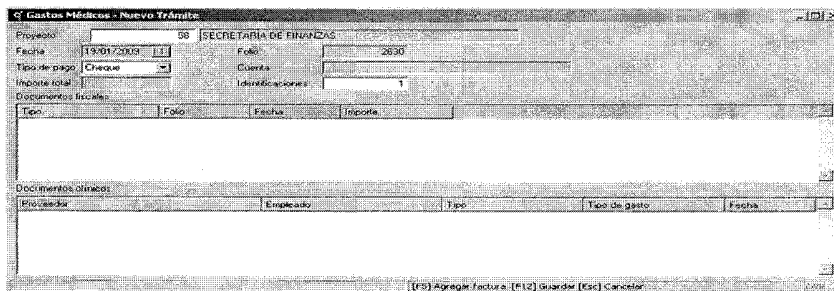 Gastos Médicos - Nuevo Trámite
Proyecto 58 SECRETARIA DE FINANZAS
Fecha 19/01/2009 Folio 2630
Tipo de pago Cheque Cuenta
Importe total Identificaciones 1
Documentos fiscales
Tipo Folio Fecha Importe
Documentos clínicos
Proveedor Empleado Tipo Tipo de gasto Fecha
[F5] Agregar factura [F12] Guardar [Esc] Cancelar